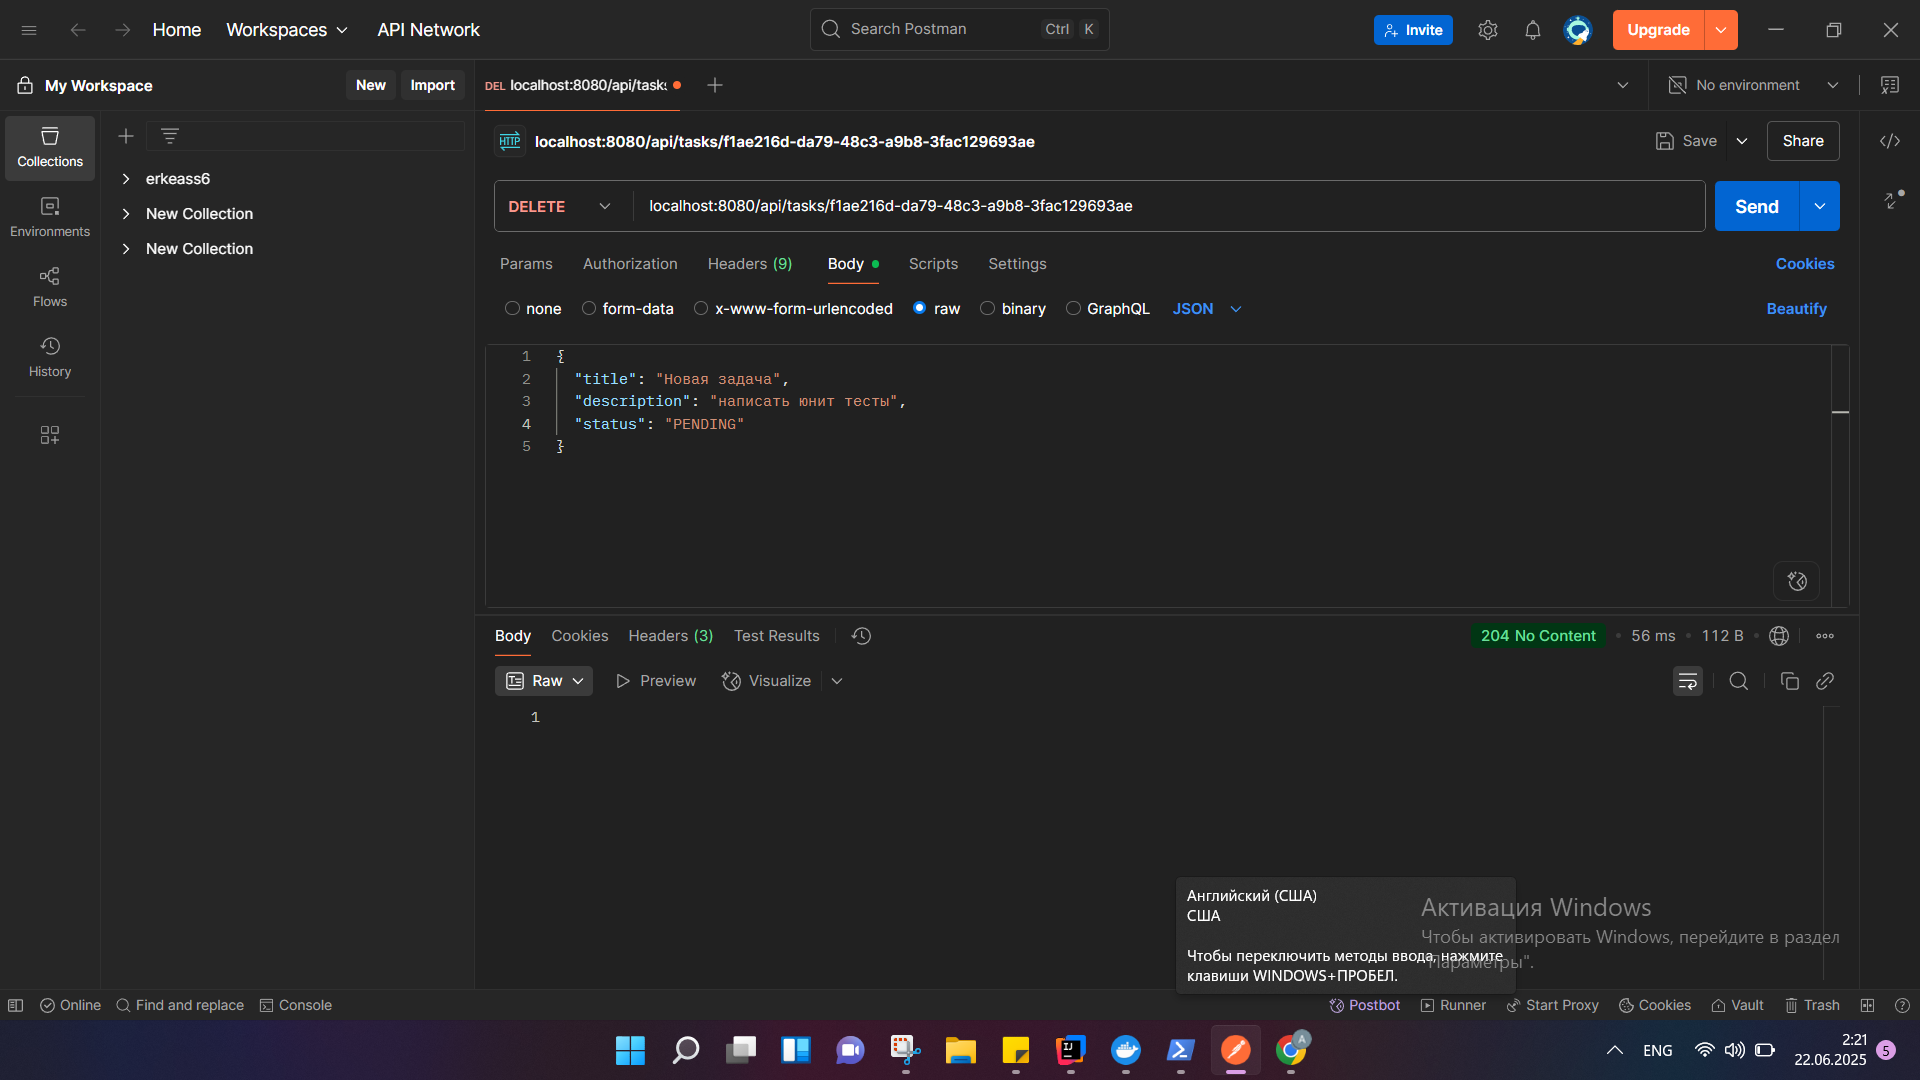 Home Workspaces API Network Search Postman Ctrl K Invite Upgrade
My Workspace New Import DEL localhost:8080/api/task No environment
Collections
Environments
Flows
History
erkeass6
New Collection
New Collection
HTTP localhost:8080/api/tasks/f1ae216d-da79-48c3-a9b8-3fac129693ae Save Share
DELETE localhost:8080/api/tasks/f1ae216d-da79-48c3-a9b8-3fac129693ae Send
Params Authorization Headers (9) Body Scripts Settings Cookies
none form-data x-www-form-urlencoded raw binary GraphQL JSON Beautify
1 {
2 "title": "Новая задача",
3 "description": "написать юнит тесты",
4 "status": "PENDING"
5 }
Body Cookies Headers (3) Test Results 204 No Content 56 ms 112 B
Raw Preview Visualize
1
Английский (США)
США
Чтобы переключить методы ввода, нажмите
клавиши WINDOWS+ПРОБЕЛ.
Активация Windows
Чтобы активировать Windows, перейдите в раздел
"Параметры".
Online Find and replace Console Postbot Runner Start Proxy Cookies Vault Trash
A ENG 2:21
22.06.2025 5